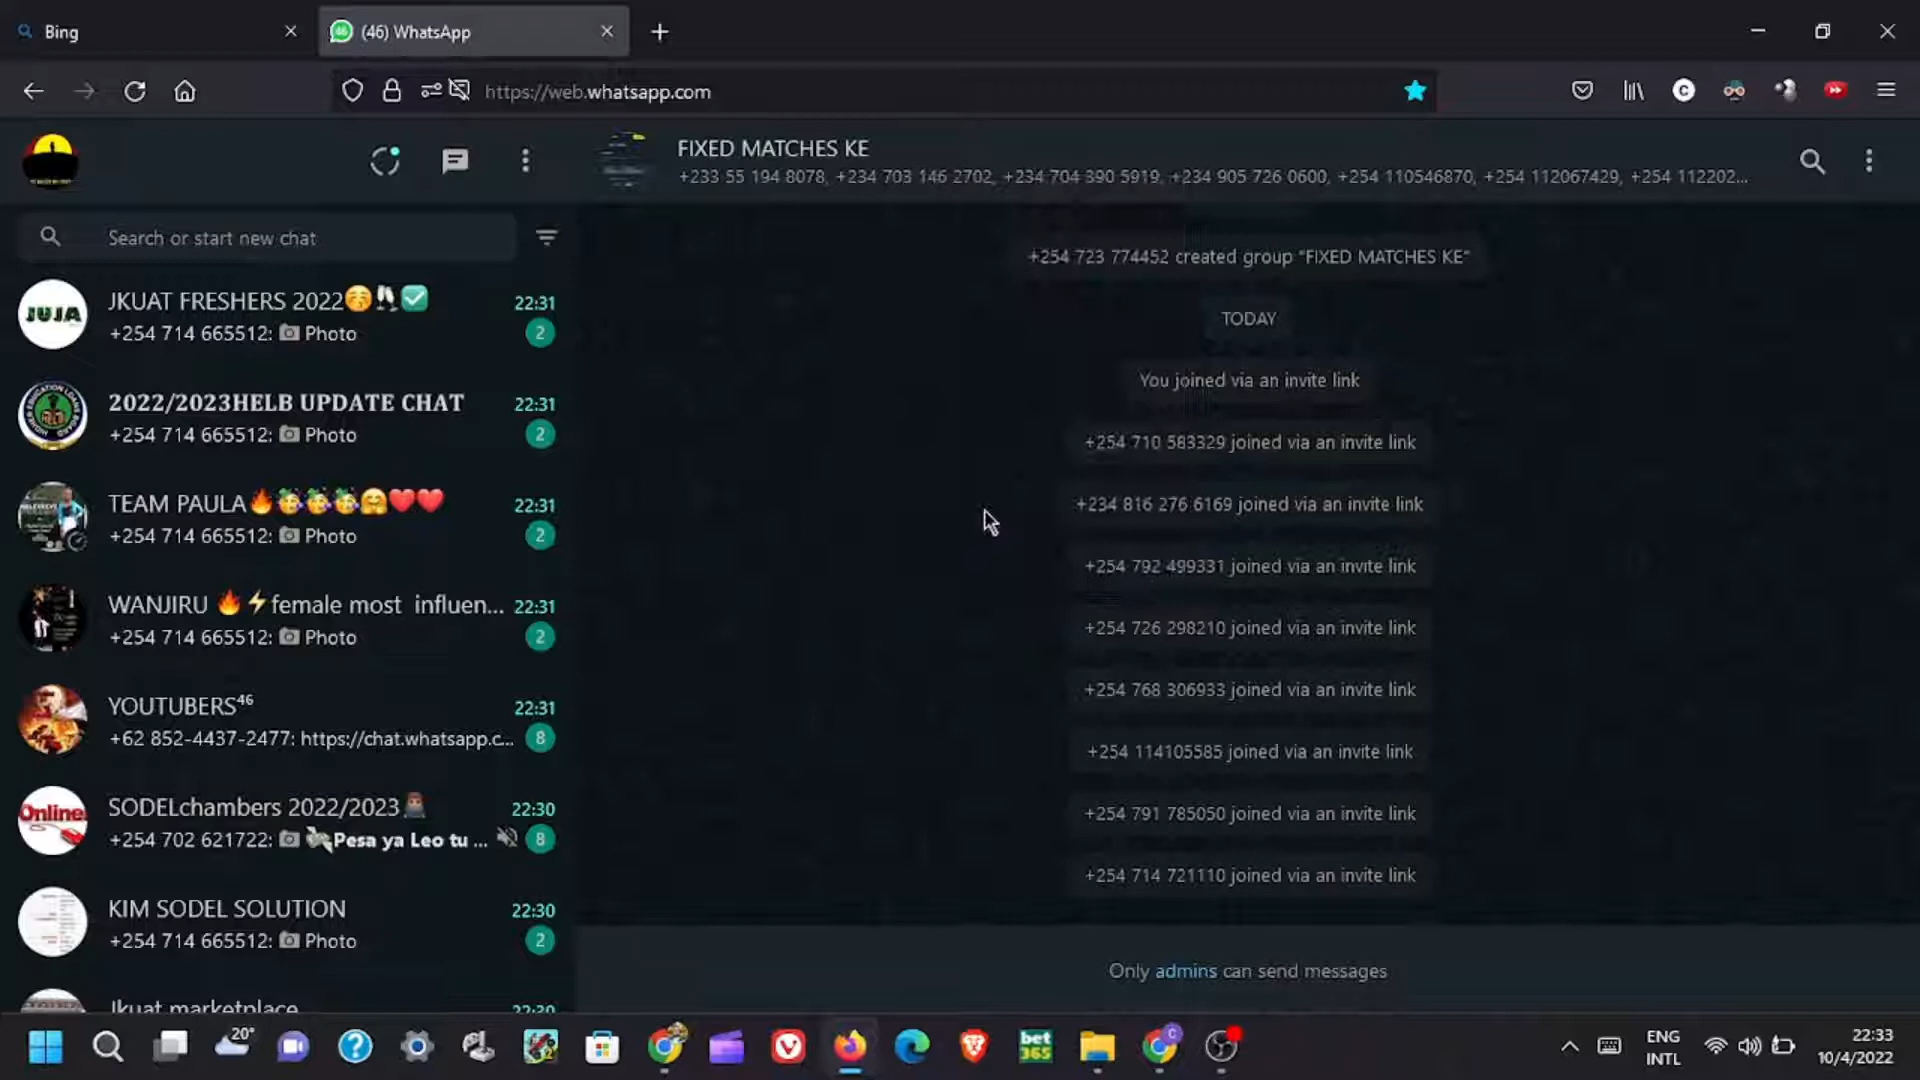 Bing
(46) WhatsApp
https://web.whatsapp.com
FIXED MATCHES KE
+233 55 194 8078, +234 703 146 2702, +234 704 390 5919, +234 905 726 0600, +254 110546870, +254 112067429, +254 112202...
Search or start new chat
JKUAT FRESHERS 2022😚🥂✅ 22:31
+254 714 665512: Photo 2
2022/2023HELB UPDATE CHAT 22:31
+254 714 665512: Photo 2
TEAM PAULA🔥🥳🥳🥳🤗❤️❤️ 22:31
+254 714 665512: Photo 2
WANJIRU 🔥⚡female most influen... 22:31
+254 714 665512: Photo 2
YOUTUBERS⁴⁶ 22:31
+62 852-4437-2477: https://chat.whatsapp.c... 8
SODELchambers 2022/2023 22:30
+254 702 621722: 💸Pesa ya Leo tu ... 8
KIM SODEL SOLUTION 22:30
+254 714 665512: Photo 2
Jkuat marketplace 22:30
JUJA
Online
+254 723 774452 created group "FIXED MATCHES KE"
TODAY
You joined via an invite link
+254 710 583329 joined via an invite link
+234 816 276 6169 joined via an invite link
+254 792 499331 joined via an invite link
+254 726 298210 joined via an invite link
+254 768 306933 joined via an invite link
+254 114105585 joined via an invite link
+254 791 785050 joined via an invite link
+254 714 721110 joined via an invite link
Only admins can send messages
20°
bet
365
ENG
INTL
22:33
10/4/2022